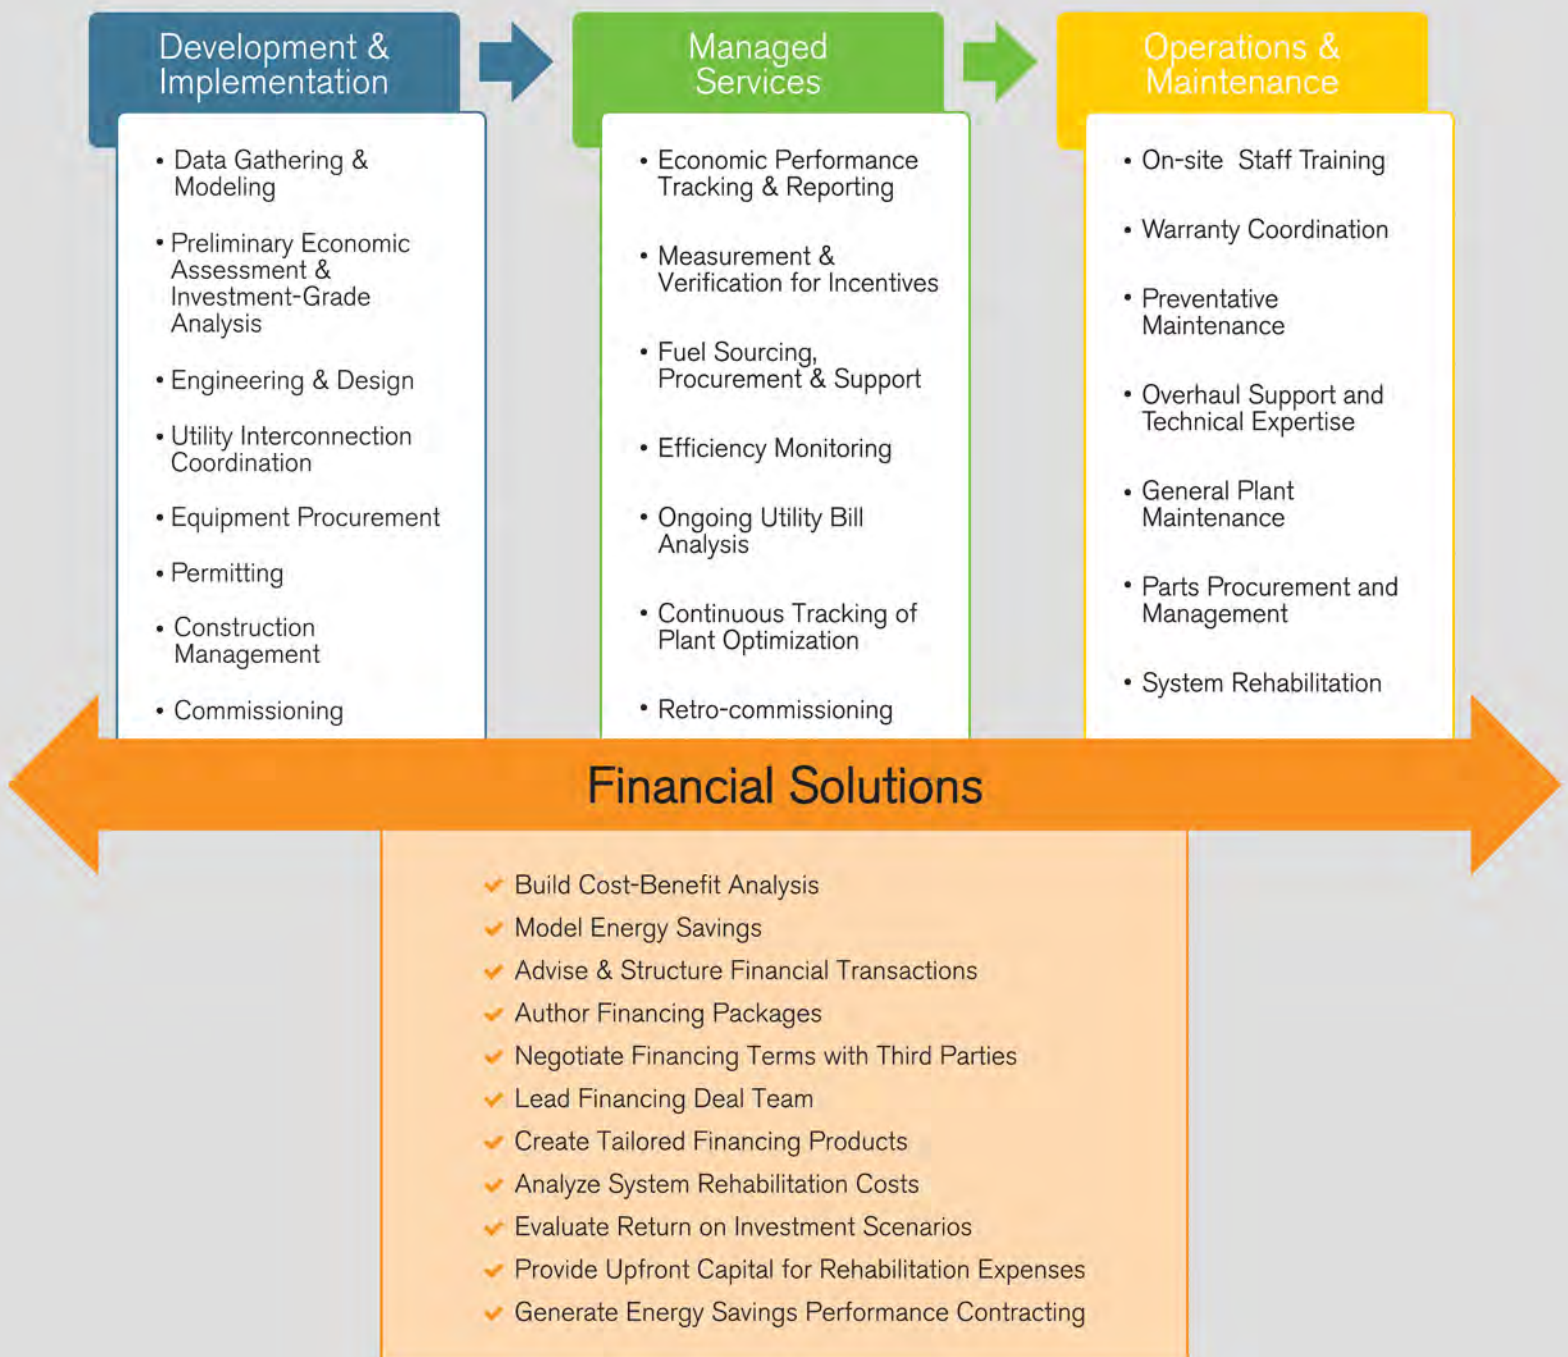 Development &
Implementation
• Data Gathering &
Modeling
• Preliminary Economic
Assessment &
Investment-Grade
Analysis
• Engineering & Design
• Utility Interconnection
Coordination
• Equipment Procurement
• Permitting
• Construction
Management
• Commissioning
Managed
Services
• Economic Performance
Tracking & Reporting
• Measurement &
Verification for Incentives
• Fuel Sourcing,
Procurement & Support
• Efficiency Monitoring
• Ongoing Utility Bill
Analysis
• Continuous Tracking of
Plant Optimization
• Retro-commissioning
Operations &
Maintenance
• On-site Staff Training
• Warranty Coordination
• Preventative
Maintenance
• Overhaul Support and
Technical Expertise
• General Plant
Maintenance
• Parts Procurement and
Management
• System Rehabilitation
Financial Solutions
✓ Build Cost-Benefit Analysis
✓ Model Energy Savings
✓ Advise & Structure Financial Transactions
✓ Author Financing Packages
✓ Negotiate Financing Terms with Third Parties
✓ Lead Financing Deal Team
✓ Create Tailored Financing Products
✓ Analyze System Rehabilitation Costs
✓ Evaluate Return on Investment Scenarios
✓ Provide Upfront Capital for Rehabilitation Expenses
✓ Generate Energy Savings Performance Contracting